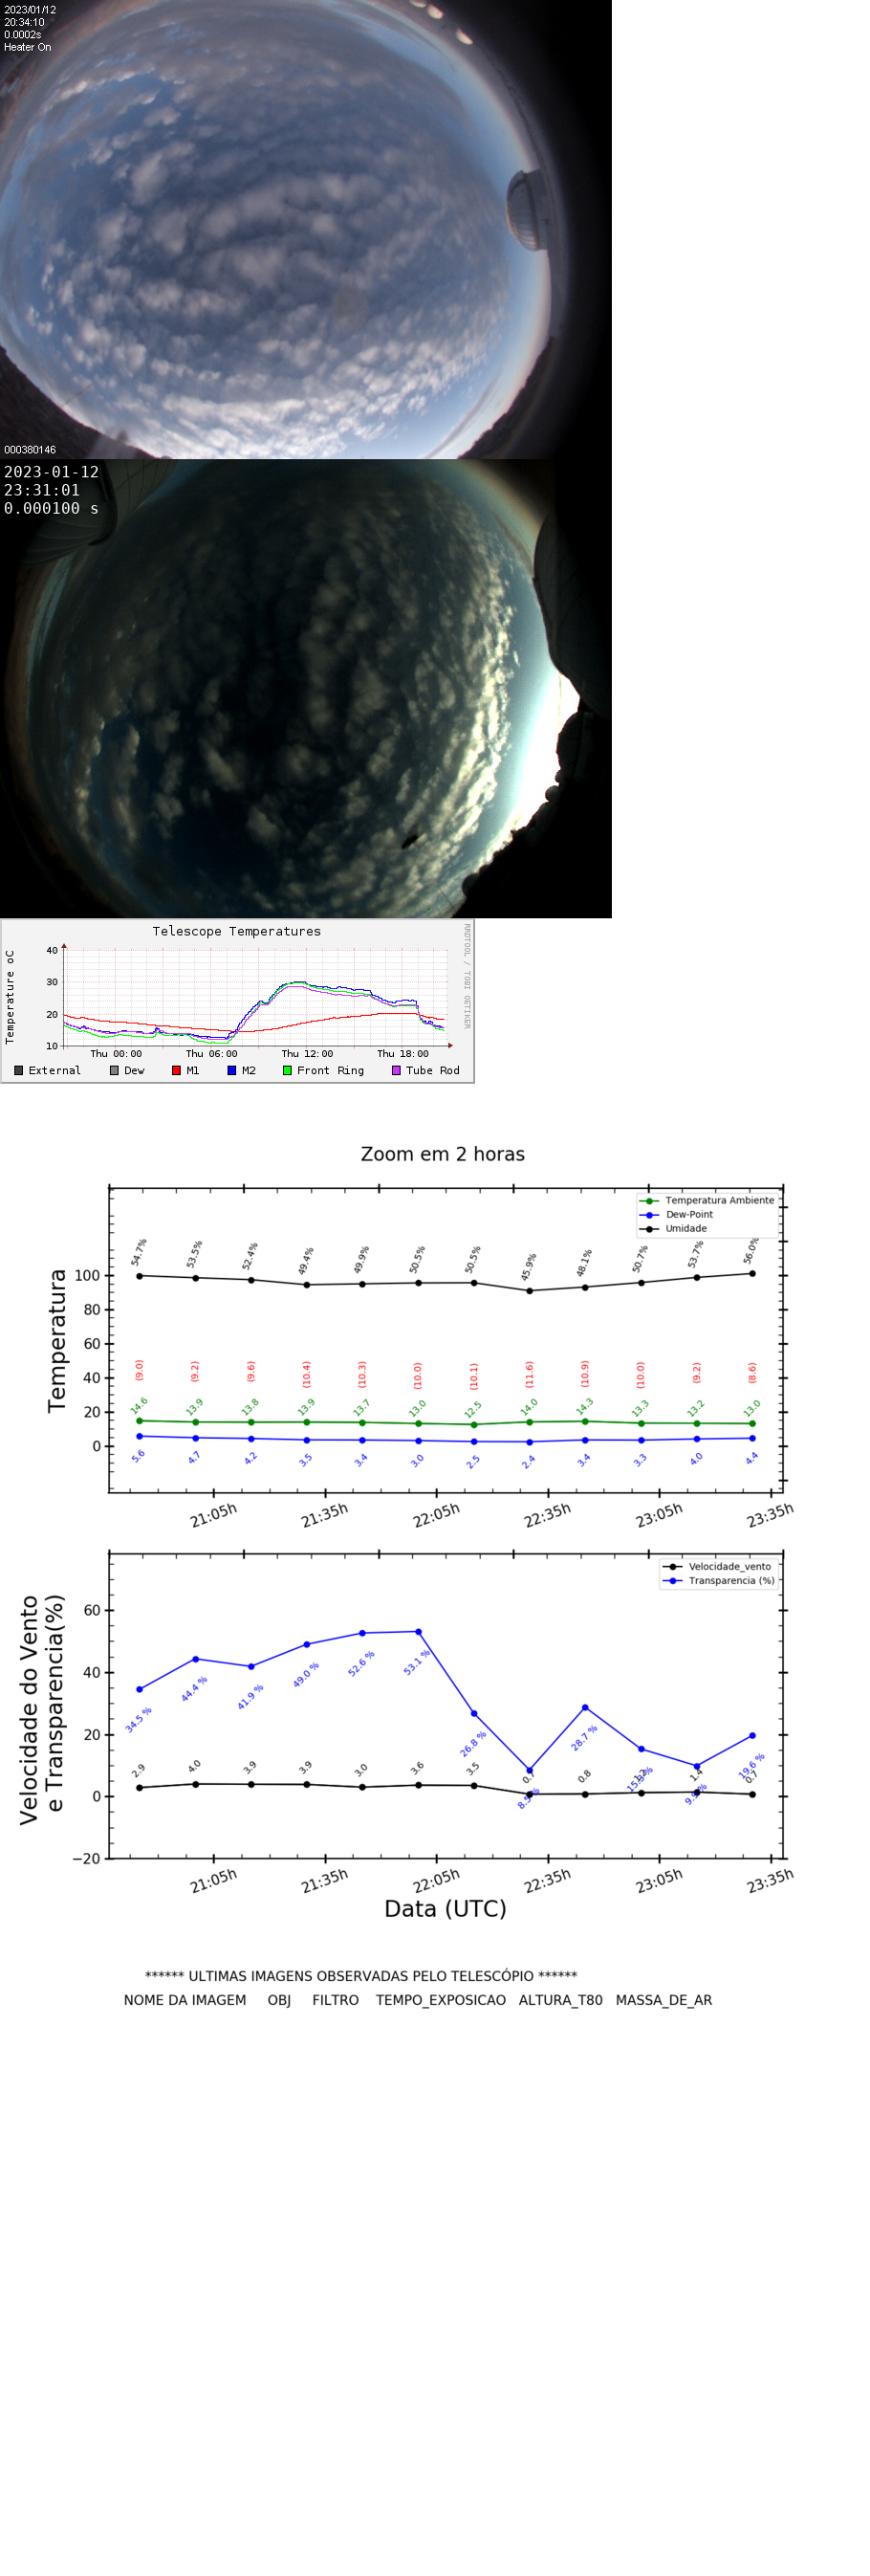 2023/01/12
20:34:10
0.0002s
Heater On
000380146
2023-01-12
23:31:01
0.000100 s
Telescope Temperatures
RRDTOOL / TOBI OETIKER
Temperature oC
40
30
20
10
Thu 00:00 Thu 06:00 Thu 12:00 Thu 18:00
External Dew M1 M2 Front Ring Tube Rod
Zoom em 2 horas
Temperatura Ambiente
Dew-Point
Umidade
Temperatura
100
80
60
40
20
0
54.7% 53.5% 52.4% 49.4% 49.9% 50.5% 50.5% 45.9% 48.1% 50.7% 53.7% 56.0%
(9.0) (9.2) (9.6) (10.4) (10.3) (10.0) (10.1) (11.6) (10.9) (10.0) (9.2) (8.6)
14.6 13.9 13.8 13.9 13.7 13.0 12.5 14.0 14.3 13.3 13.2 13.0
5.6 4.7 4.2 3.5 3.4 3.0 2.5 2.4 3.4 3.3 4.0 4.4
21:05h 21:35h 22:05h 22:35h 23:05h 23:35h
Velocidade_vento
Transparencia (%)
Velocidade do Vento
e Transparencia(%)
60
40
20
0
−20
34.5 % 44.4 % 41.9 % 49.0 % 52.6 % 53.1 % 26.8 % 28.7 % 19.6 %
2.9 4.0 3.9 3.9 3.0 3.6 3.5 0.7 0.8 1.4 0.7
21:05h 21:35h 22:05h 22:35h 23:05h 23:35h
Data (UTC)
****** ULTIMAS IMAGENS OBSERVADAS PELO TELESCÓPIO ******
NOME DA IMAGEM OBJ FILTRO TEMPO_EXPOSICAO ALTURA_T80 MASSA_DE_AR